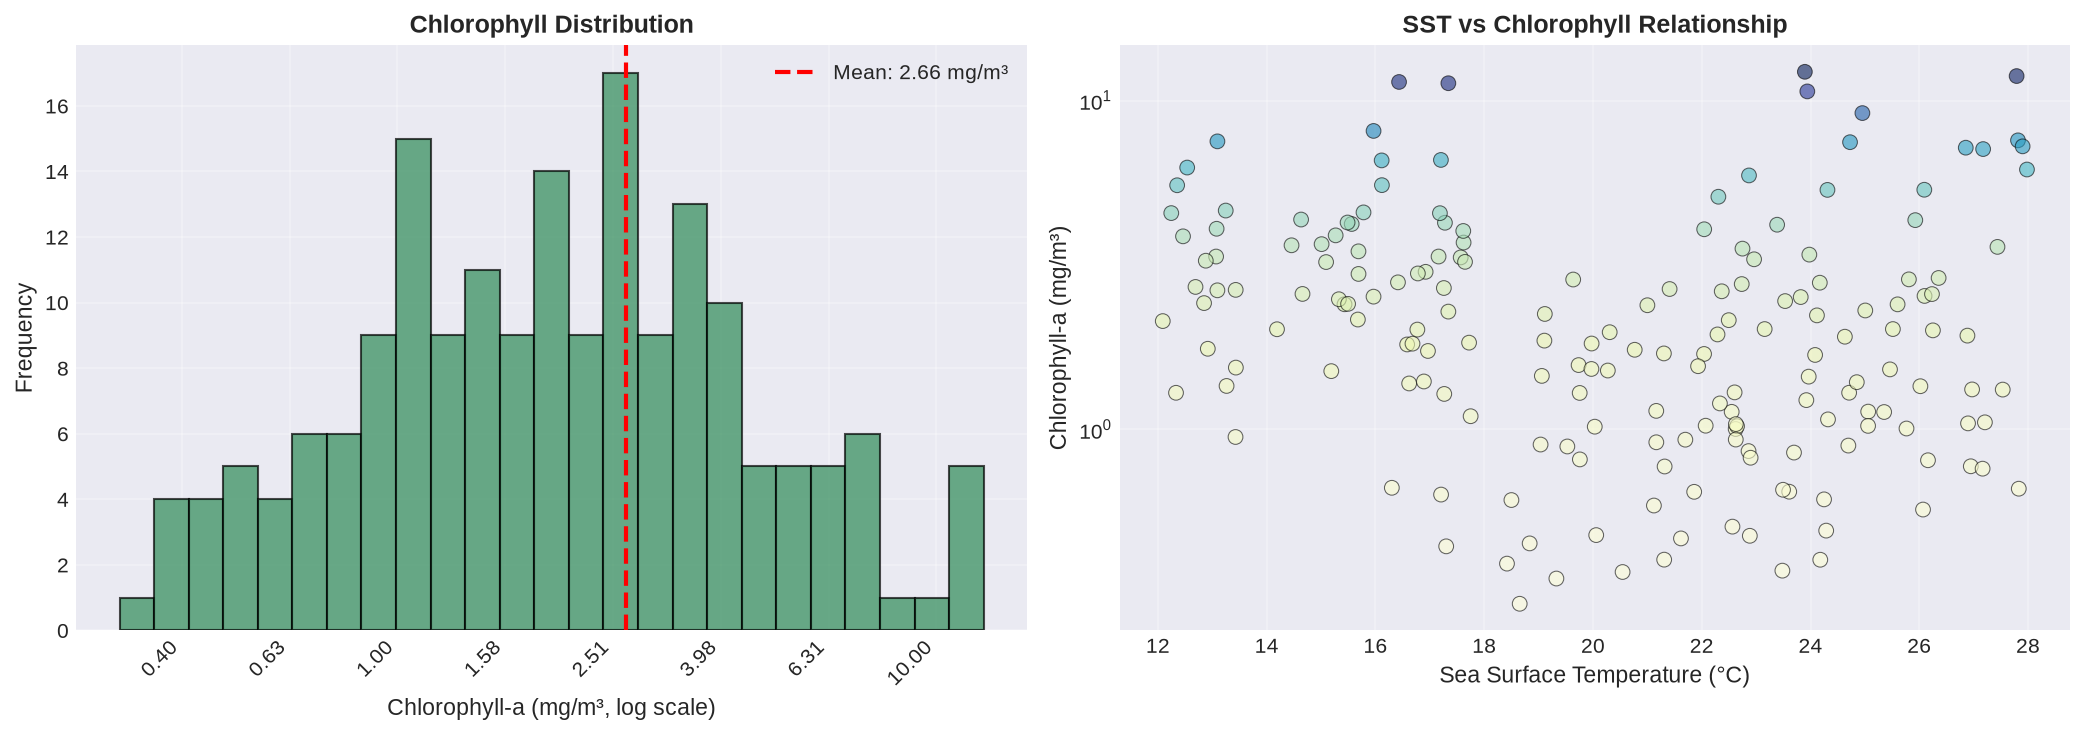 Chlorophyll Distribution
Mean: 2.66 mg/m³
Frequency
16
14
12
10
8
6
4
2
0
0.40 0.63 1.00 1.58 2.51 3.98 6.31 10.00
Chlorophyll-a (mg/m³, log scale)
SST vs Chlorophyll Relationship
Chlorophyll-a (mg/m³)
10¹
10⁰
12 14 16 18 20 22 24 26 28
Sea Surface Temperature (°C)